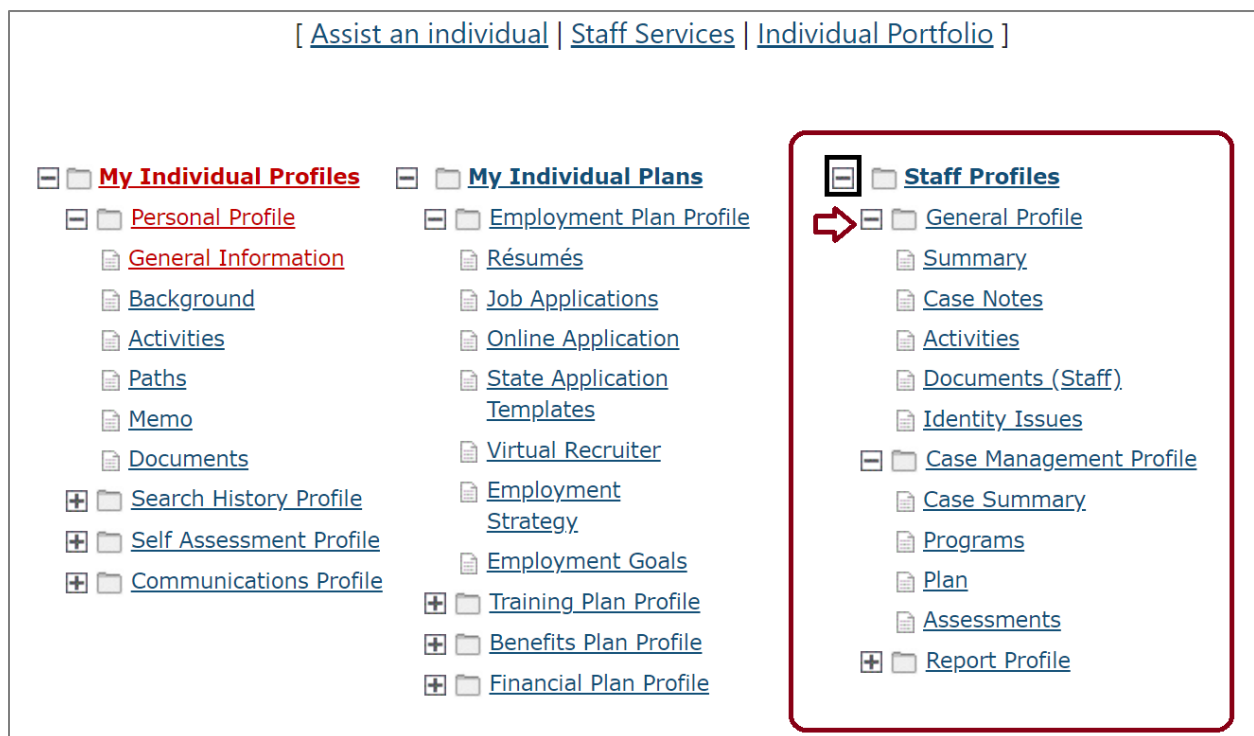 [ Assist an individual | Staff Services | Individual Portfolio ]
My Individual Profiles
Personal Profile
General Information
Background
Activities
Paths
Memo
Documents
Search History Profile
Self Assessment Profile
Communications Profile
My Individual Plans
Employment Plan Profile
Résumés
Job Applications
Online Application
State Application
Templates
Virtual Recruiter
Employment
Strategy
Employment Goals
Training Plan Profile
Benefits Plan Profile
Financial Plan Profile
Staff Profiles
General Profile
Summary
Case Notes
Activities
Documents (Staff)
Identity Issues
Case Management Profile
Case Summary
Programs
Plan
Assessments
Report Profile